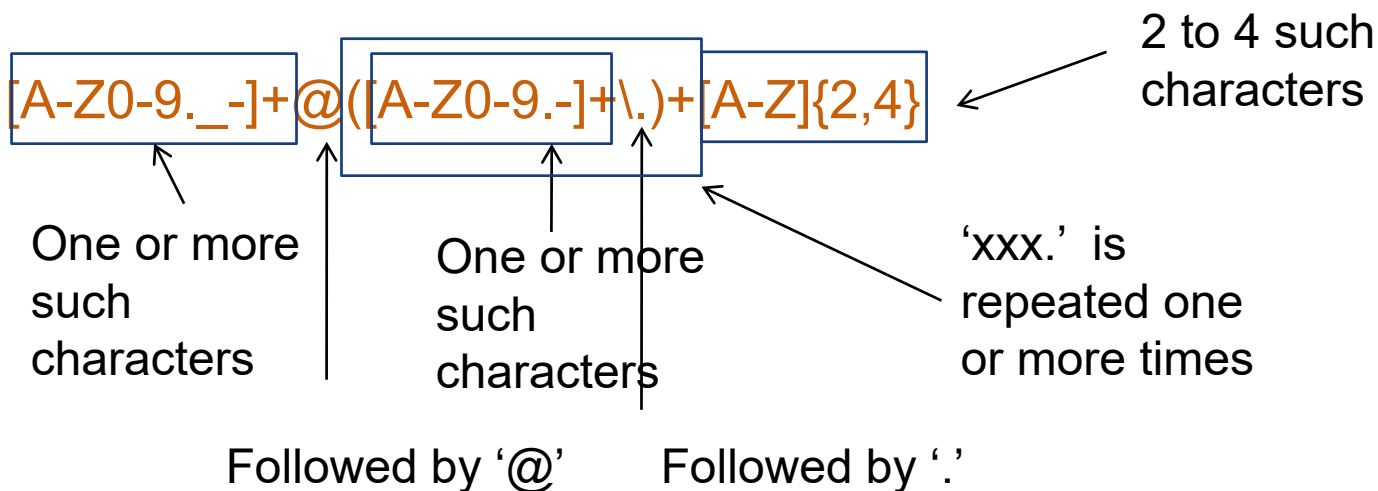 2 to 4 such
characters
[A-Z0-9._-]+@([A-Z0-9.-]+\.)+[A-Z]{2,4}
One or more
such
characters
One or more
such
characters
‘xxx.’ is
repeated one
or more times
Followed by ‘@’
Followed by ‘.’